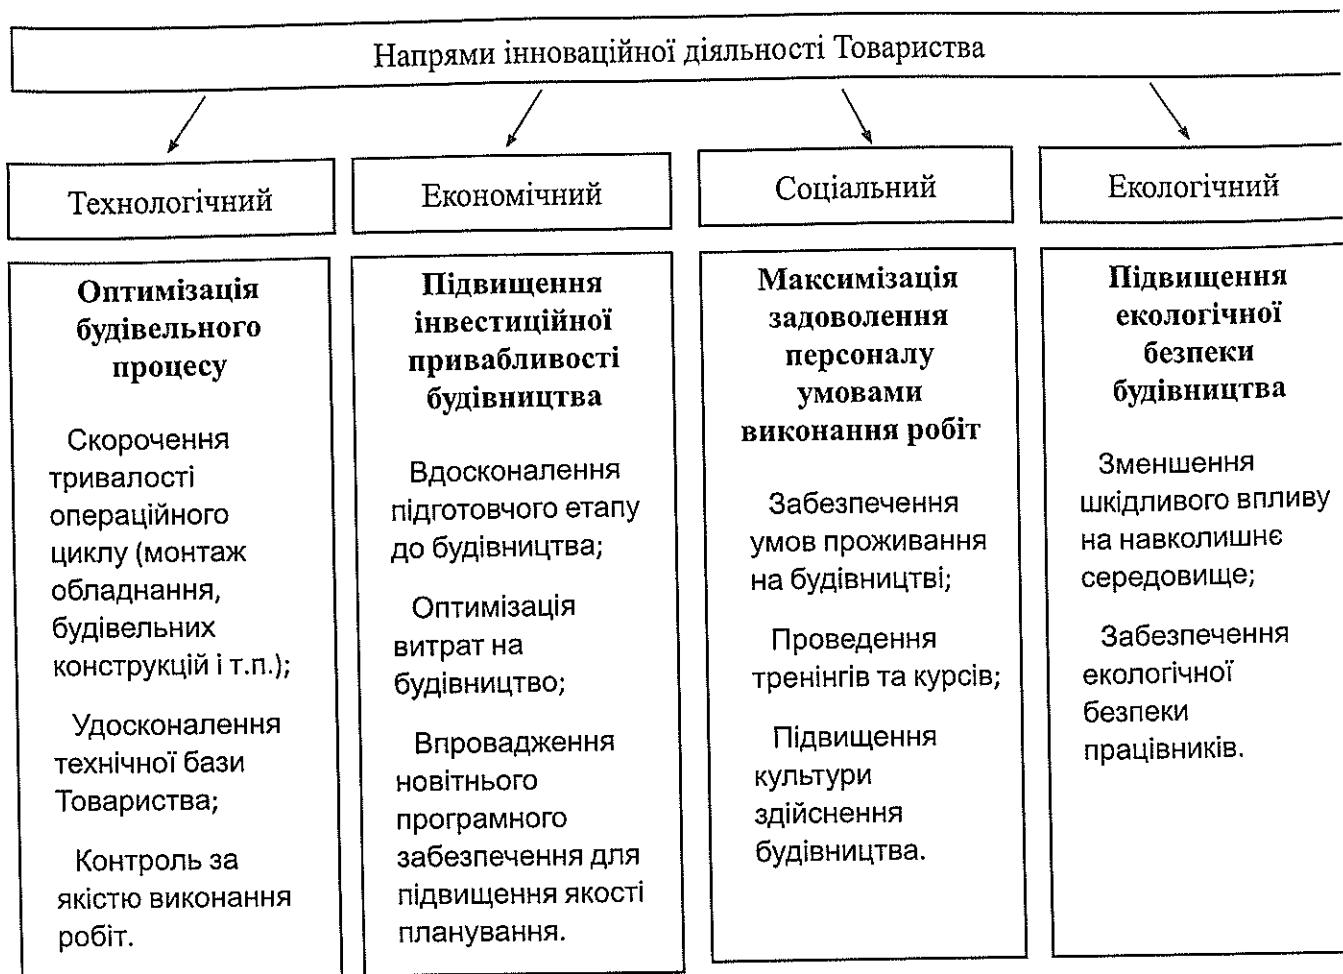 Напрями інноваційної діяльності Товариства
Технологічний
Економічний
Соціальний
Екологічний
Оптимізація
будівельного
процесу
Скорочення
тривалості
операційного
циклу (монтаж
обладнання,
будівельних
конструкцій і т.п.);
Удосконалення
технічної бази
Товариства;
Контроль за
якістю виконання
робіт.
Підвищення
інвестиційної
привабливості
будівництва
Вдосконалення
підготовчого етапу
до будівництва;
Оптимізація
витрат на
будівництво;
Впровадження
новітнього
програмного
забезпечення для
підвищення якості
планування.
Максимізація
задоволення
персоналу
умовами
виконання робіт
Забезпечення
умов проживання
на будівництві;
Проведення
тренінгів та курсів;
Підвищення
культури
здійснення
будівництва.
Підвищення
екологічної
безпеки
будівництва
Зменшення
шкідливого впливу
на навколишнє
середовище;
Забезпечення
екологічної
безпеки
працівників.